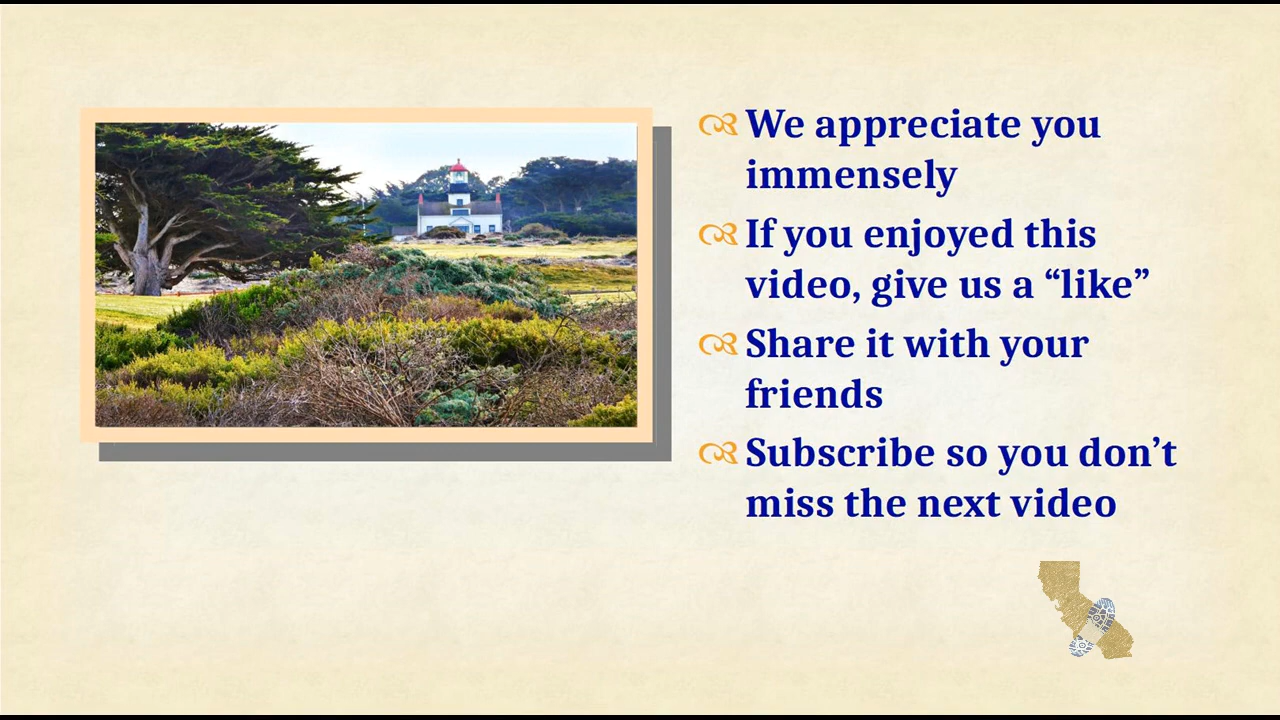 We appreciate you
immensely
If you enjoyed this
video, give us a “like”
Share it with your
friends
Subscribe so you don’t
miss the next video